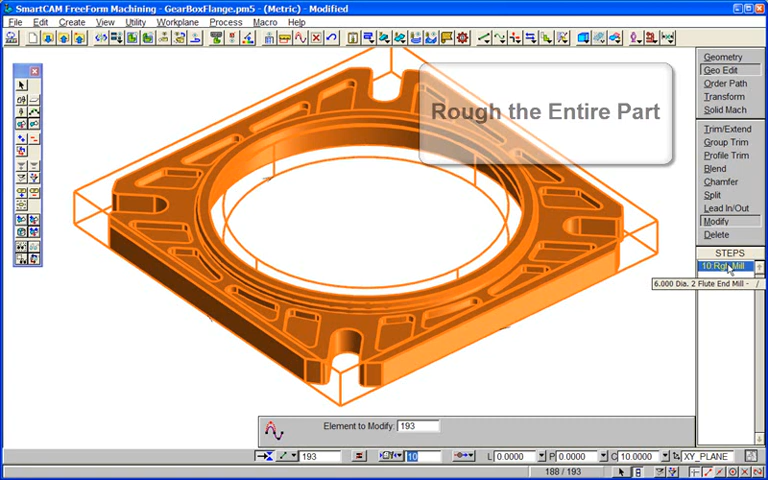 SmartCAM FreeForm Machining - GearBoxFlange.pm5 - (Metric) - Modified
File Edit Create View Utility Workplane Process Macro Help
Rough the Entire Part
Geometry
Geo Edit
Order Path
Transform
Solid Mach
Trim/Extend
Group Trim
Profile Trim
Blend
Chamfer
Split
Lead In/Out
Modify
Delete
STEPS
6.000 Dia. 2 Flute End Mill - /
Element to Modify: 193
193 10 L 0.0000 P 0.0000 C 10.0000 XY_PLANE
188 / 193